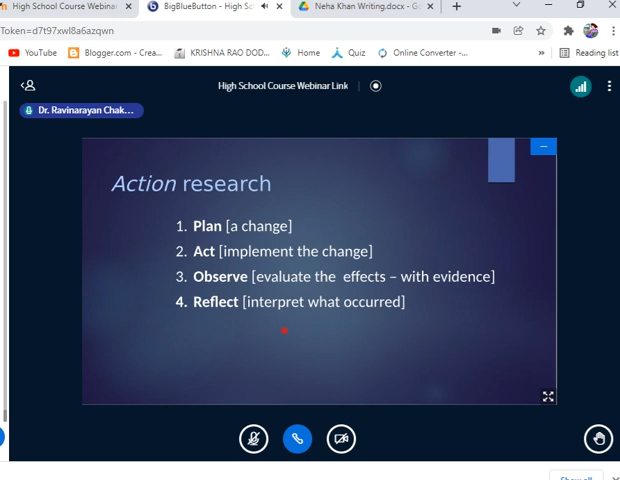 High School Course Webinar
BigBlueButton - High Sc
Neha Khan Writing.docx - Go
Token=d7t97xwl8a6azqwn
YouTube
Blogger.com - Crea...
KRISHNA RAO DOD...
Home
Quiz
Online Converter -...
»
Reading list
High School Course Webinar Link
Dr. Ravinarayan Chak...
Action research
1. Plan [a change]
2. Act [implement the change]
3. Observe [evaluate the effects – with evidence]
4. Reflect [interpret what occurred]